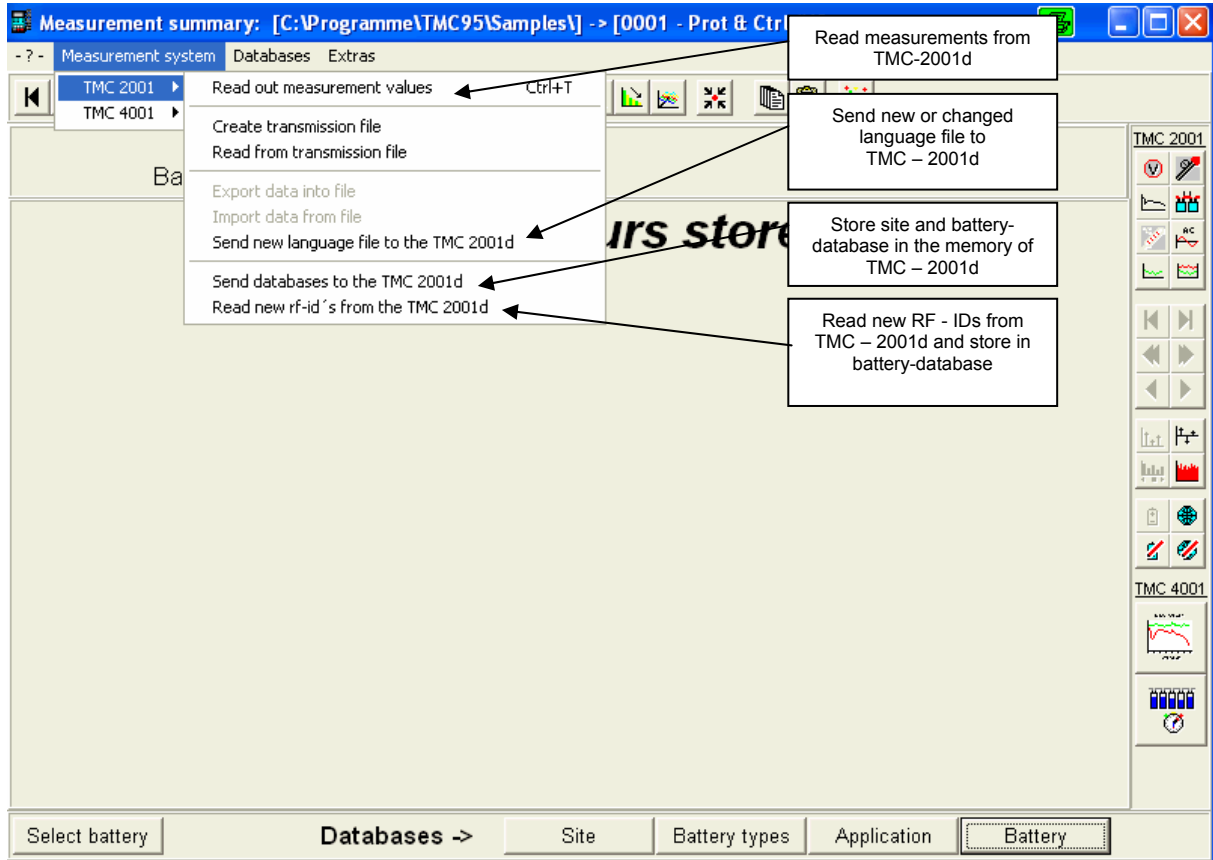 Measurement summary: [C:\Programme\TMC95\Samples\] -> [0001 - Prot & Ctrl
- ? - Measurement system Databases Extras
TMC 2001
TMC 4001
Read out measurement values Ctrl+T
Create transmission file
Read from transmission file
Export data into file
Import data from file
Send new language file to the TMC 2001d
Send databases to the TMC 2001d
Read new rf-id´s from the TMC 2001d
Read measurements from
TMC-2001d
Send new or changed
language file to
TMC – 2001d
Store site and battery-
database in the memory of
TMC – 2001d
Read new RF - IDs from
TMC – 2001d and store in
battery-database
Ba
urs store
TMC 2001
AC
TMC 4001
Select battery Databases -> Site Battery types Application Battery